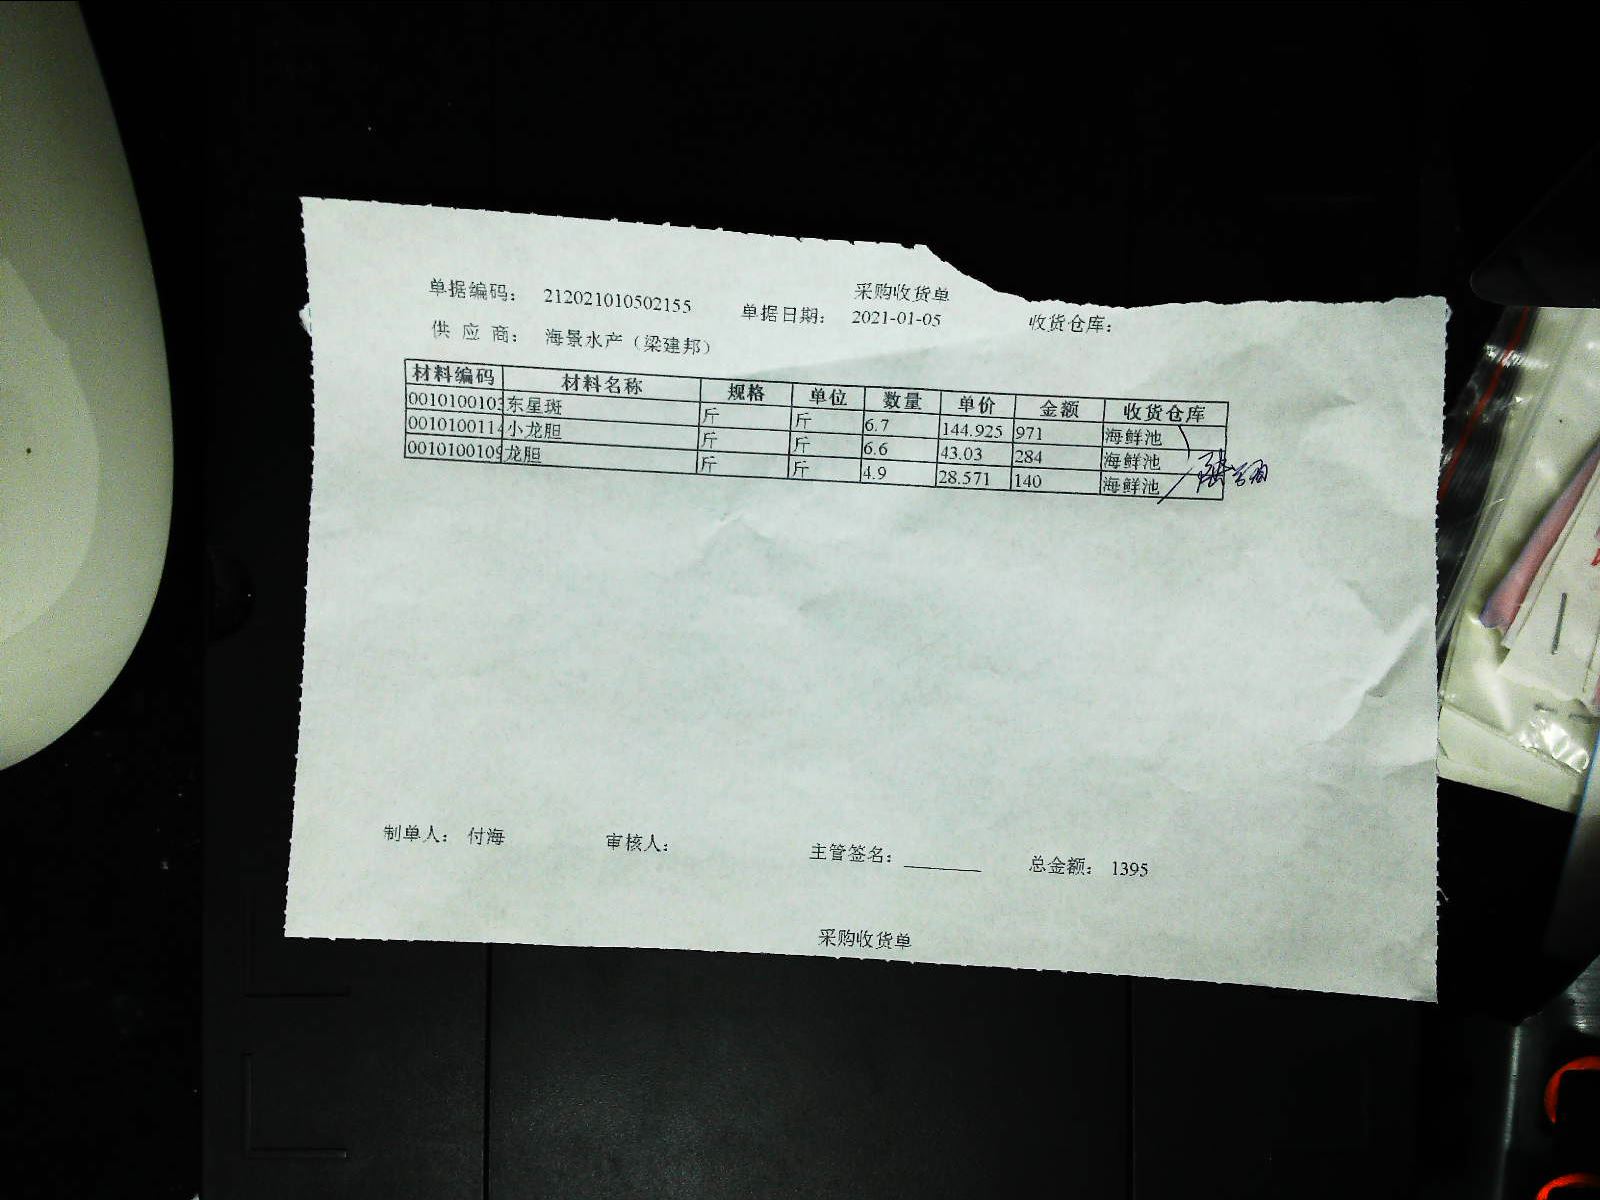 采购收货单
单据编码： 212021010502155 单据日期： 2021-01-05 收货仓库：
供 应 商： 海景水产（梁建邦）
材料编码 材料名称 规格 单位 数量 单价 金额 收货仓库
0010100103 东星斑 斤 斤 6.7 144.925 971 海鲜池
0010100114 小龙胆 斤 斤 6.6 43.03 284 海鲜池
0010100109 龙胆 斤 斤 4.9 28.571 140 海鲜池
制单人： 付海 审核人： 主管签名： 总金额： 1395
采购收货单